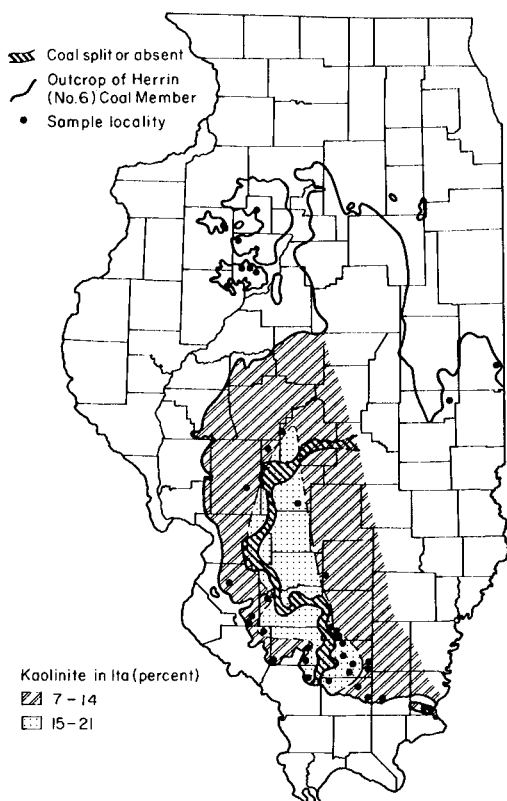 Coal split or absent
Outcrop of Herrin
(No.6) Coal Member
Sample locality
Kaolinite in lta (percent)
7-14
15-21